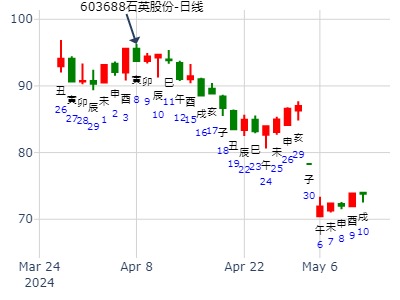 603688石英股份-日线
100
90
80
70
丑 寅 卯 辰 未 申 酉 寅 卯 辰 巳 午 酉 戌 亥 子 丑 辰 巳 午 未 申 亥 子 午 未 申 酉 戌
26 27 28 29 1 2 3 8 9 10 11 12 15 16 17 18 19 22 23 24 25 26 29 30 6 7 8 9 10
Mar 24 Apr 8 Apr 22 May 6
2024